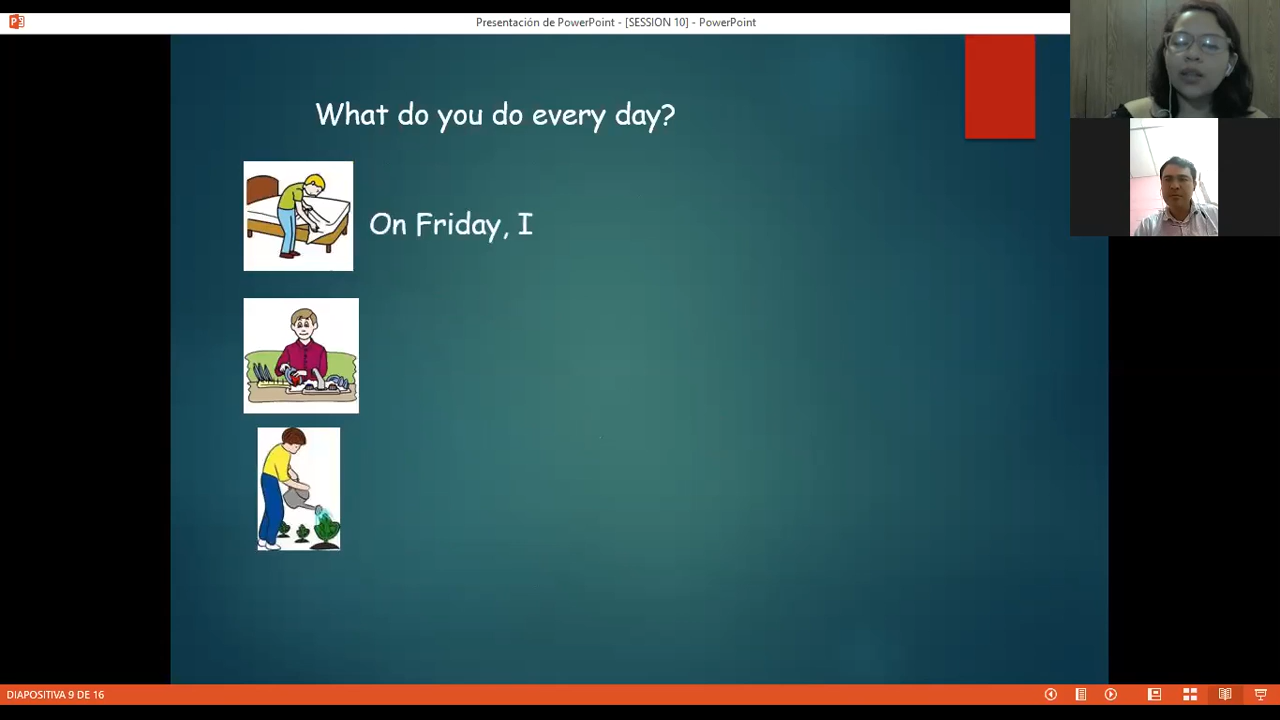 Presentación de PowerPoint - [SESSION 10] - PowerPoint
What do you do every day?
On Friday, I
DIAPOSITIVA 9 DE 16